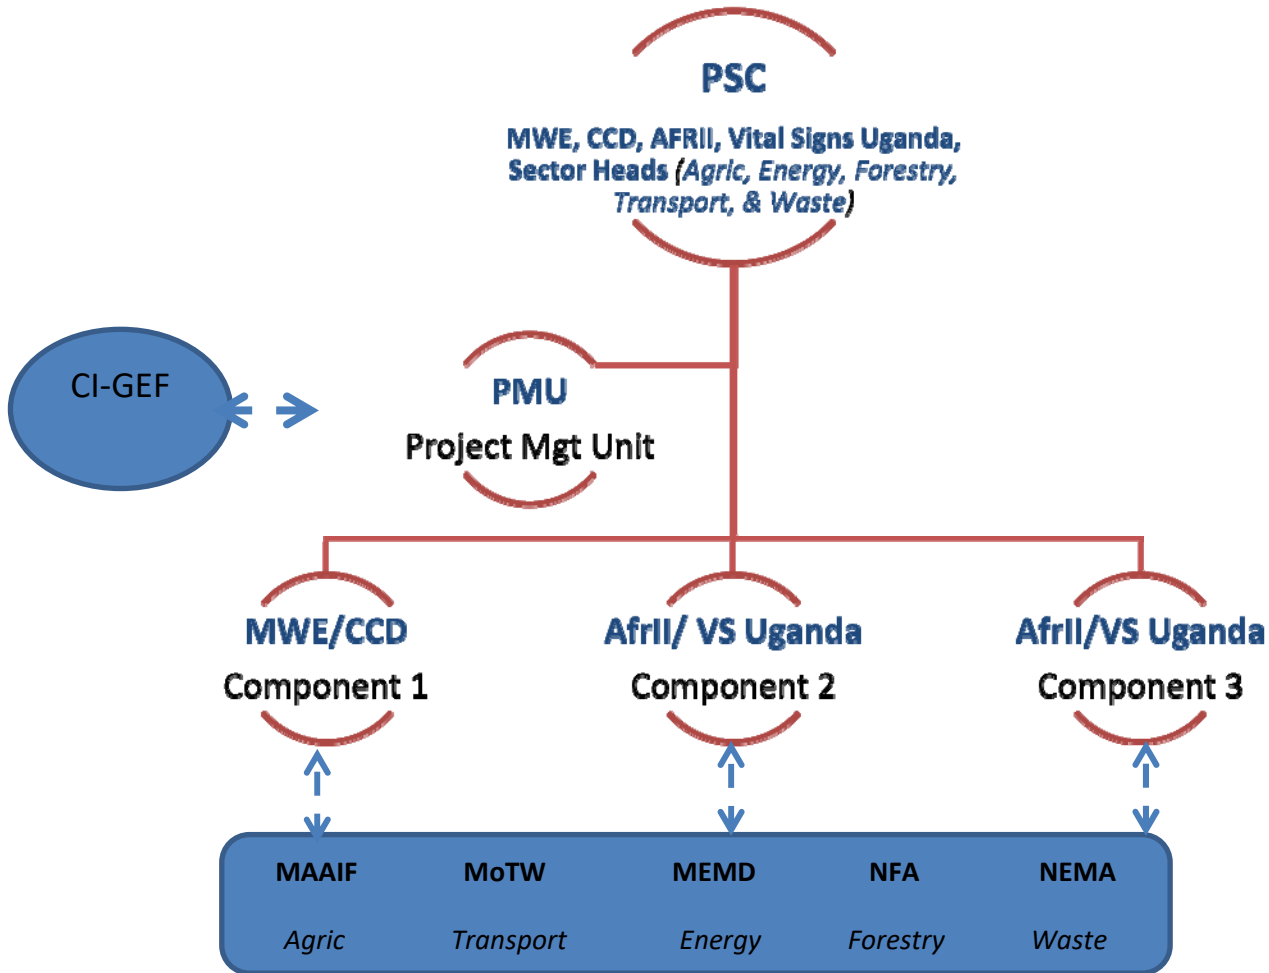 PSC
MWE, CCD, AFRII, Vital Signs Uganda,
Sector Heads (Agric, Energy, Forestry,
Transport, & Waste)
CI-GEF
PMU
Project Mgt Unit
MWE/CCD
Component 1
AfrII/ VS Uganda
Component 2
AfrII/VS Uganda
Component 3
MAAIF MoTW MEMD NFA NEMA
Agric Transport Energy Forestry Waste